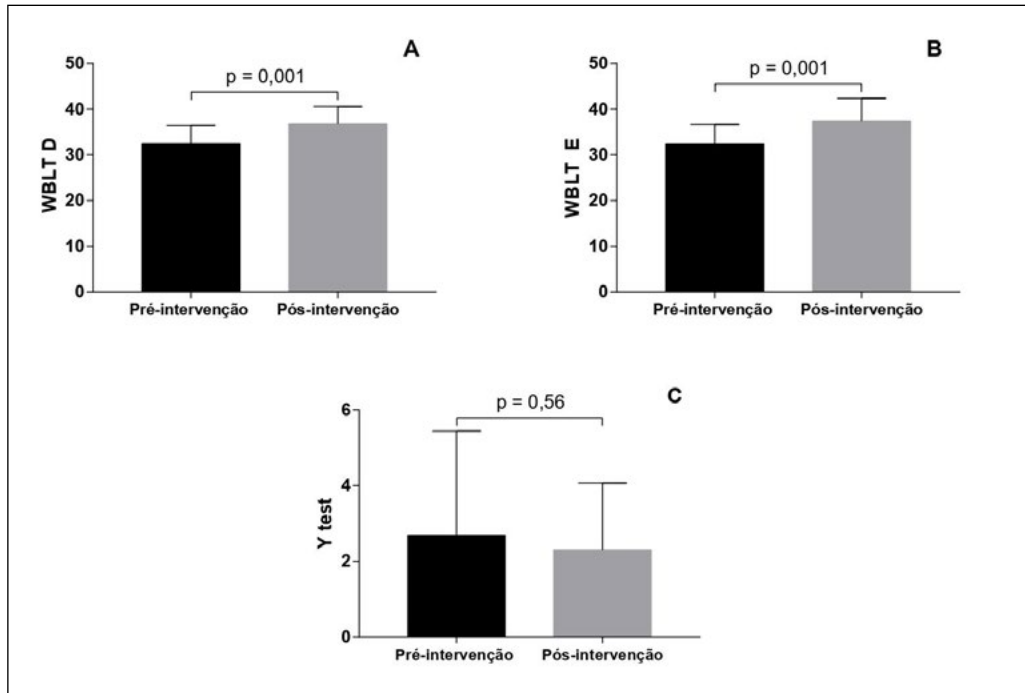 A
p = 0,001
WBLT D
50
40
30
20
10
0
Pré-intervenção Pós-intervenção
B
p = 0,001
WBLT E
50
40
30
20
10
0
Pré-intervenção Pós-intervenção
C
p = 0,56
Y test
6
4
2
0
Pré-intervenção Pós-intervenção